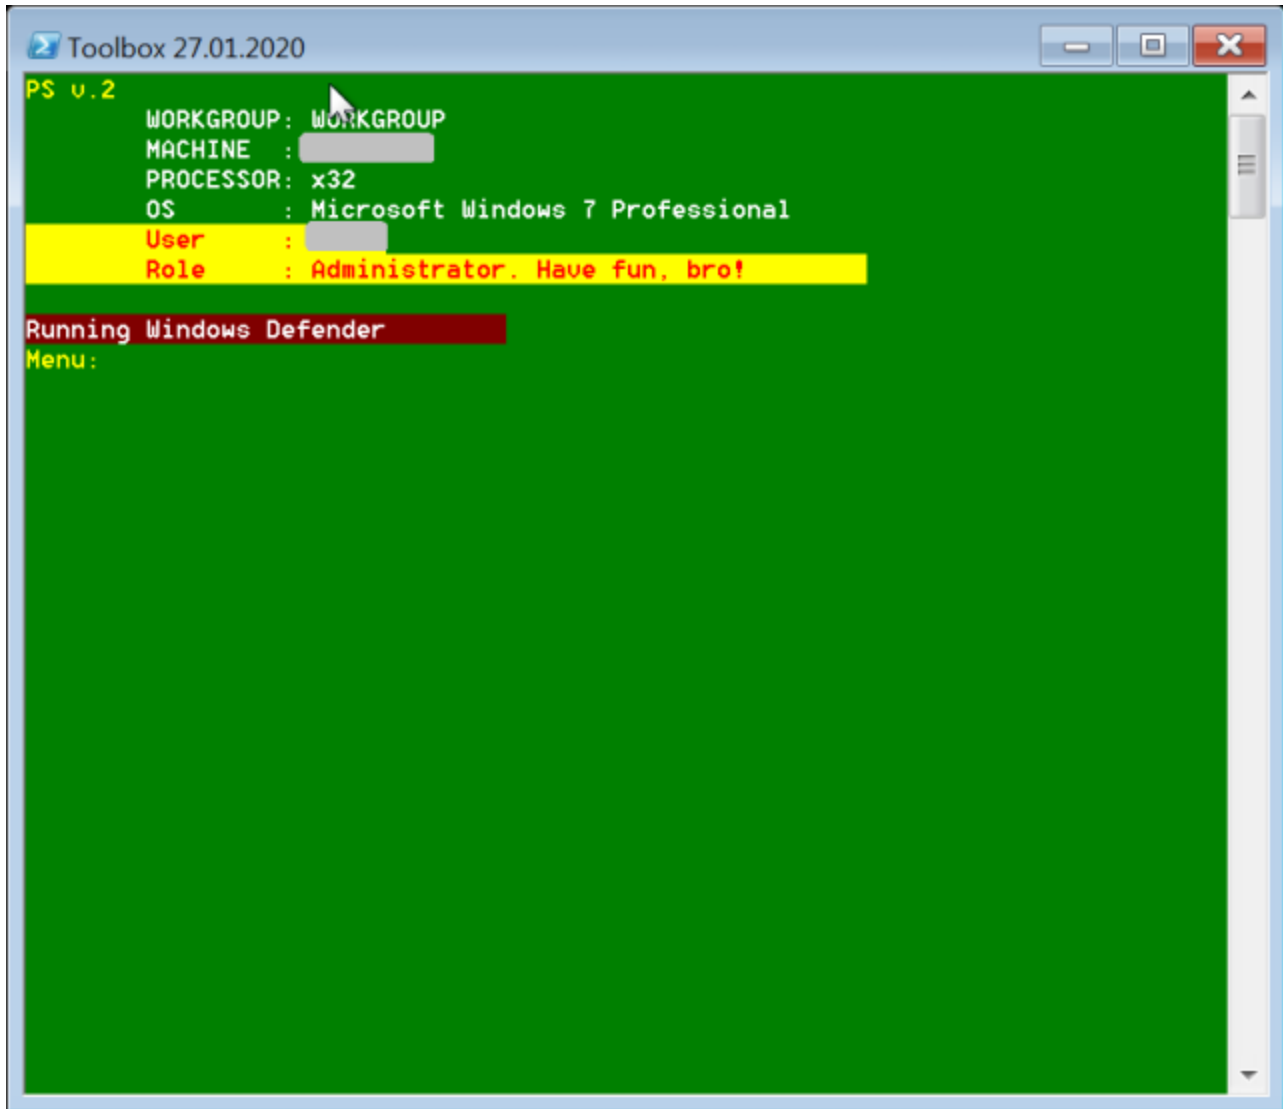 Toolbox 27.01.2020
PS v.2
WORKGROUP: WORKGROUP
MACHINE :
PROCESSOR: x32
OS : Microsoft Windows 7 Professional
User :
Role : Administrator. Have fun, bro!
Running Windows Defender
Menu: